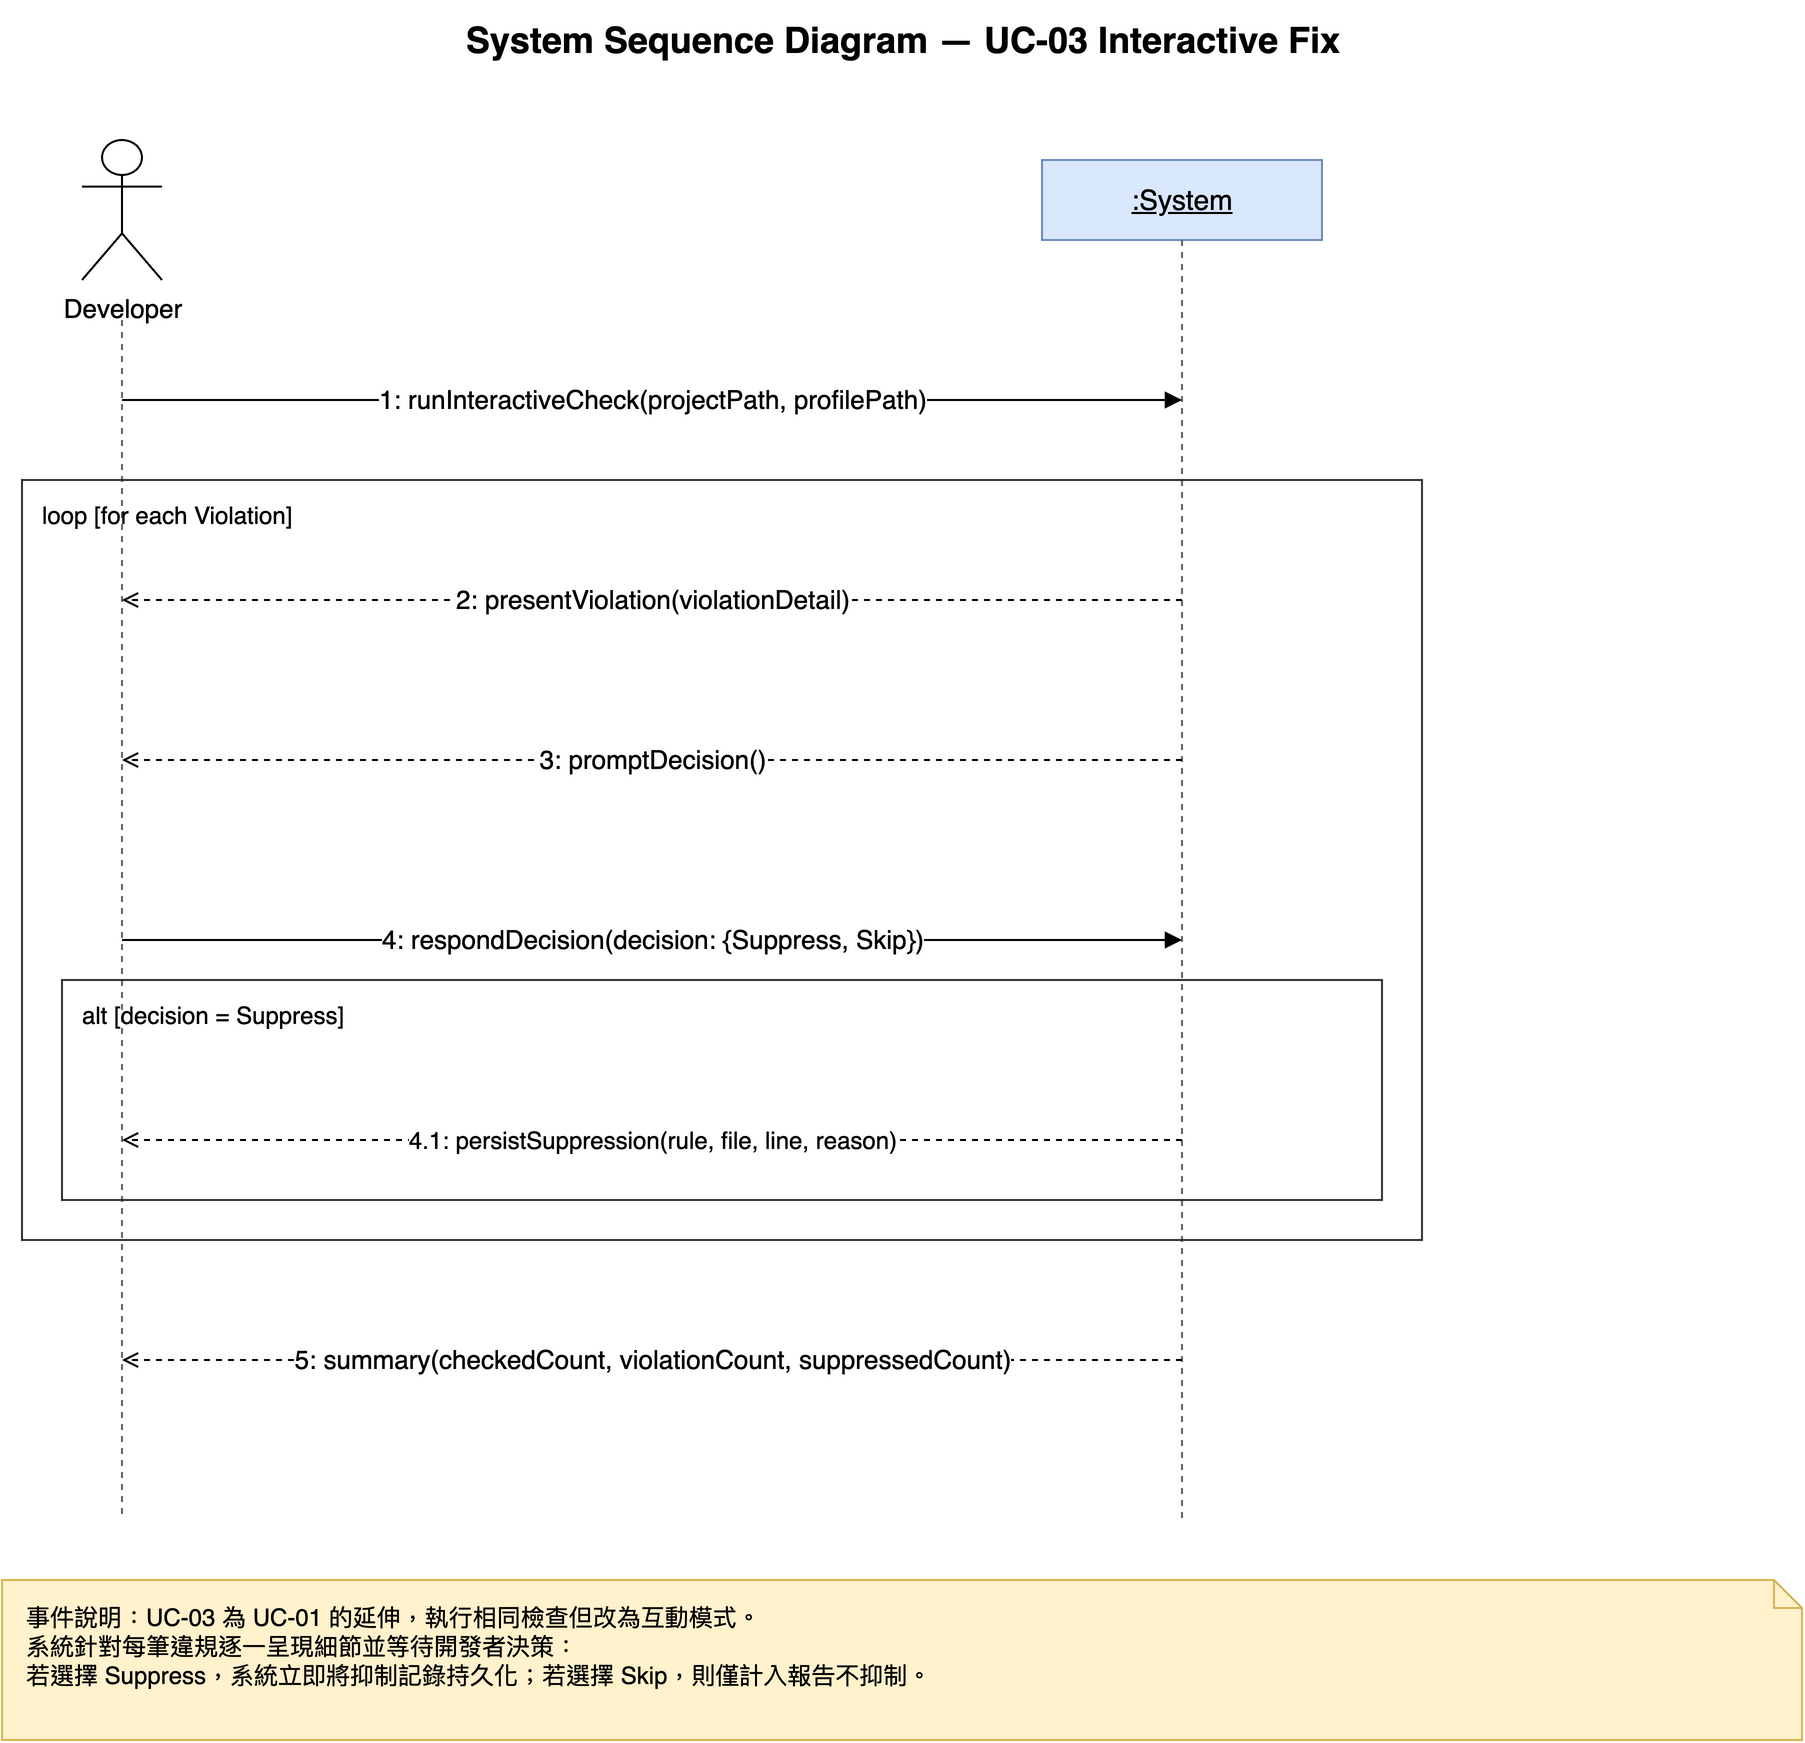 System Sequence Diagram — UC-03 Interactive Fix
:System
Developer
1: runInteractiveCheck(projectPath, profilePath)
loop [for each Violation]
2: presentViolation(violationDetail)
3: promptDecision()
4: respondDecision(decision: {Suppress, Skip})
alt [decision = Suppress]
4.1: persistSuppression(rule, file, line, reason)
5: summary(checkedCount, violationCount, suppressedCount)
事件說明：UC-03 為 UC-01 的延伸，執行相同檢查但改為互動模式。
系統針對每筆違規逐一呈現細節並等待開發者決策：
若選擇 Suppress，系統立即將抑制記錄持久化；若選擇 Skip，則僅計入報告不抑制。